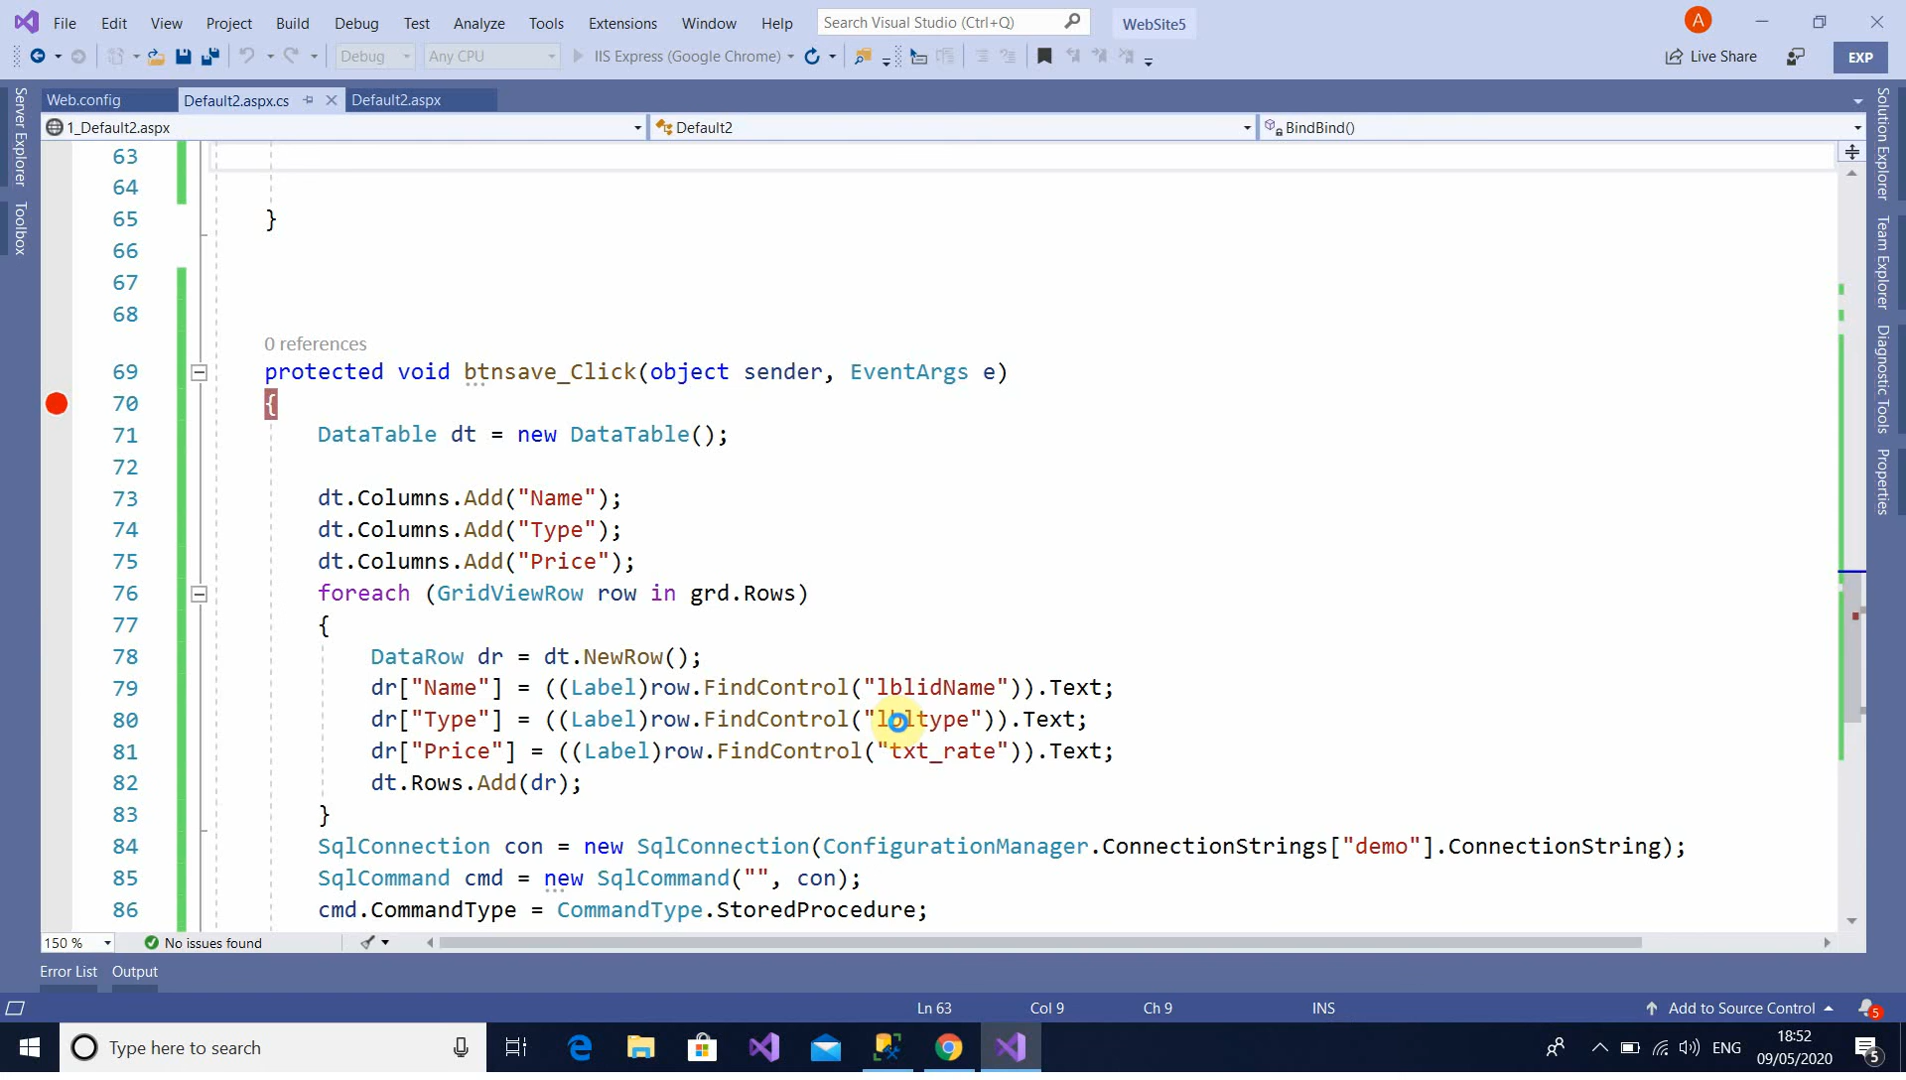 File Edit View Project Build Debug Test Analyze Tools Extensions Window Help Search Visual Studio (Ctrl+Q) WebSite5 A
Debug Any CPU IIS Express (Google Chrome) Live Share EXP
Web.config Default2.aspx.cs Default2.aspx
1_Default2.aspx Default2 BindBind()
Server Explorer
Toolbox
Solution Explorer
Team Explorer
Diagnostic Tools
Properties
63
64
65 }
66
67
68
0 references
69 protected void btnsave_Click(object sender, EventArgs e)
70 {
71 DataTable dt = new DataTable();
72
73 dt.Columns.Add("Name");
74 dt.Columns.Add("Type");
75 dt.Columns.Add("Price");
76 foreach (GridViewRow row in grd.Rows)
77 {
78 DataRow dr = dt.NewRow();
79 dr["Name"] = ((Label)row.FindControl("lblidName")).Text;
80 dr["Type"] = ((Label)row.FindControl("lbltype")).Text;
81 dr["Price"] = ((Label)row.FindControl("txt_rate")).Text;
82 dt.Rows.Add(dr);
83 }
84 SqlConnection con = new SqlConnection(ConfigurationManager.ConnectionStrings["demo"].ConnectionString);
85 SqlCommand cmd = new SqlCommand("", con);
86 cmd.CommandType = CommandType.StoredProcedure;
150 % No issues found
Error List Output
Ln 63 Col 9 Ch 9 INS Add to Source Control 5
Type here to search ENG 18:52
09/05/2020 5